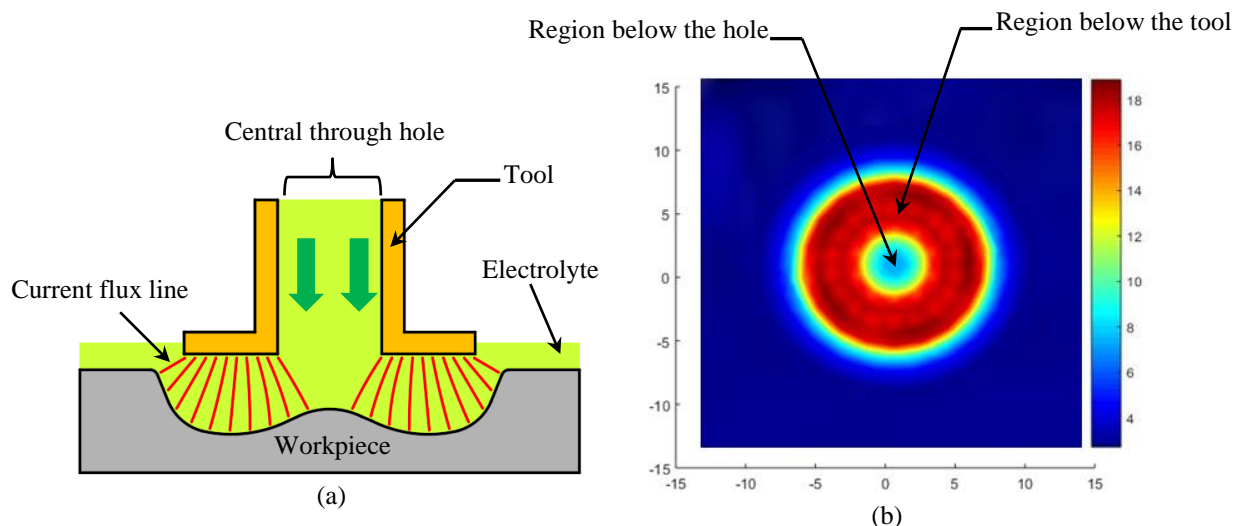 Region below the hole
Region below the tool
Central through hole
Tool
Electrolyte
Current flux line
Workpiece
(a)
15
10
5
0
-5
-10
-15
-15
-10
-5
0
5
10
15
18
16
14
12
10
8
6
4
(b)